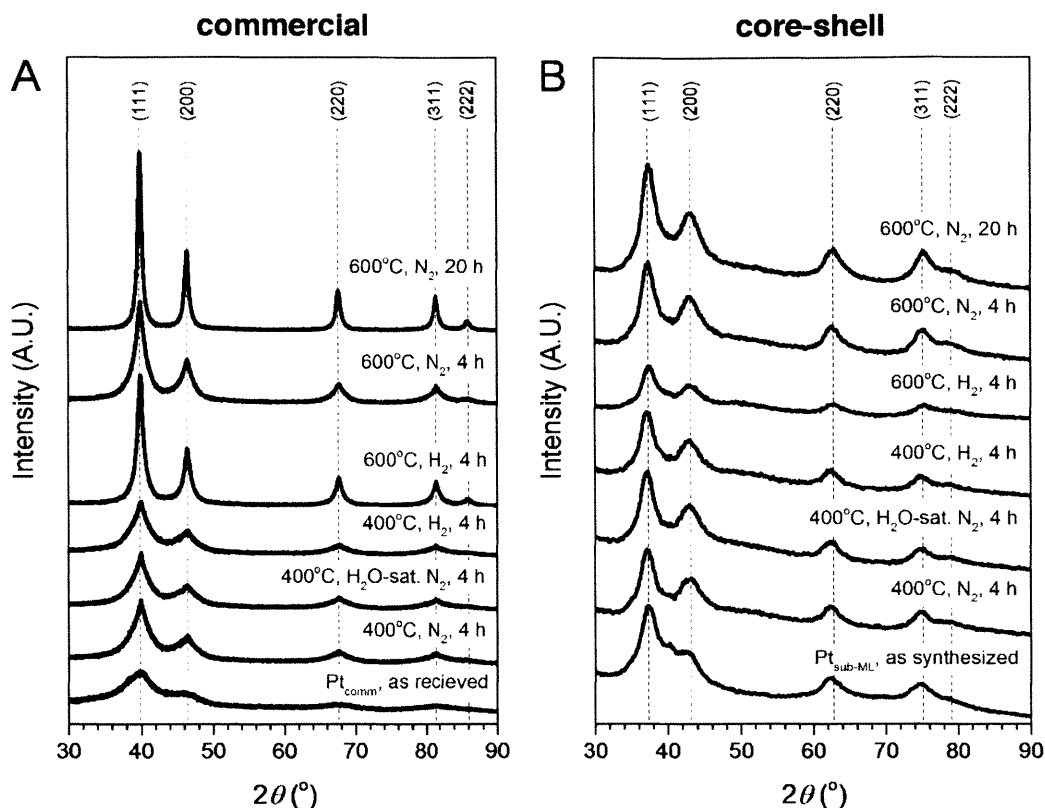 commercial
A
(111)
(200)
(220)
(311)
(222)
600°C, N₂, 20 h
600°C, N₂, 4 h
600°C, H₂, 4 h
400°C, H₂, 4 h
400°C, H₂O-sat. N₂, 4 h
400°C, N₂, 4 h
Pt_comm, as recieved
Intensity (A.U.)
30 40 50 60 70 80 90
2θ (°)
core-shell
B
(111)
(200)
(220)
(311)
(222)
600°C, N₂, 20 h
600°C, N₂, 4 h
600°C, H₂, 4 h
400°C, H₂, 4 h
400°C, H₂O-sat. N₂, 4 h
400°C, N₂, 4 h
Pt_sub-ML, as synthesized
Intensity (A.U.)
30 40 50 60 70 80 90
2θ (°)